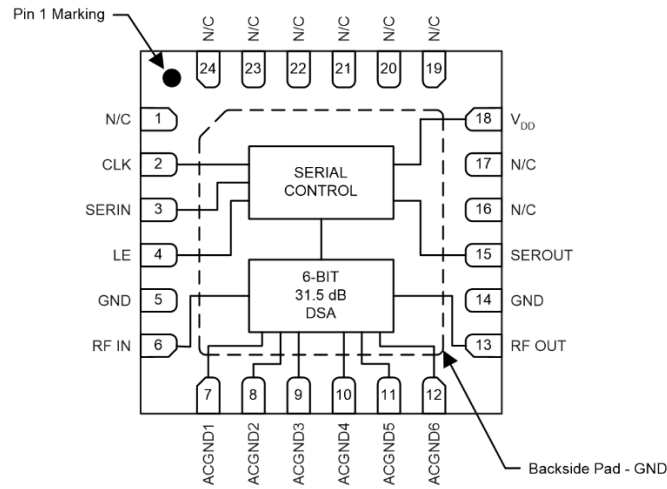 Pin 1 Marking
N/C
N/C
N/C
N/C
N/C
N/C
24
23
22
21
20
19
N/C
1
18
VDD
CLK
2
SERIAL
CONTROL
17
N/C
SERIN
3
16
N/C
LE
4
15
SEROUT
GND
5
6-BIT
31.5 dB
DSA
14
GND
RF IN
6
13
RF OUT
7
8
9
10
11
12
ACGND1
ACGND2
ACGND3
ACGND4
ACGND5
ACGND6
Backside Pad - GND